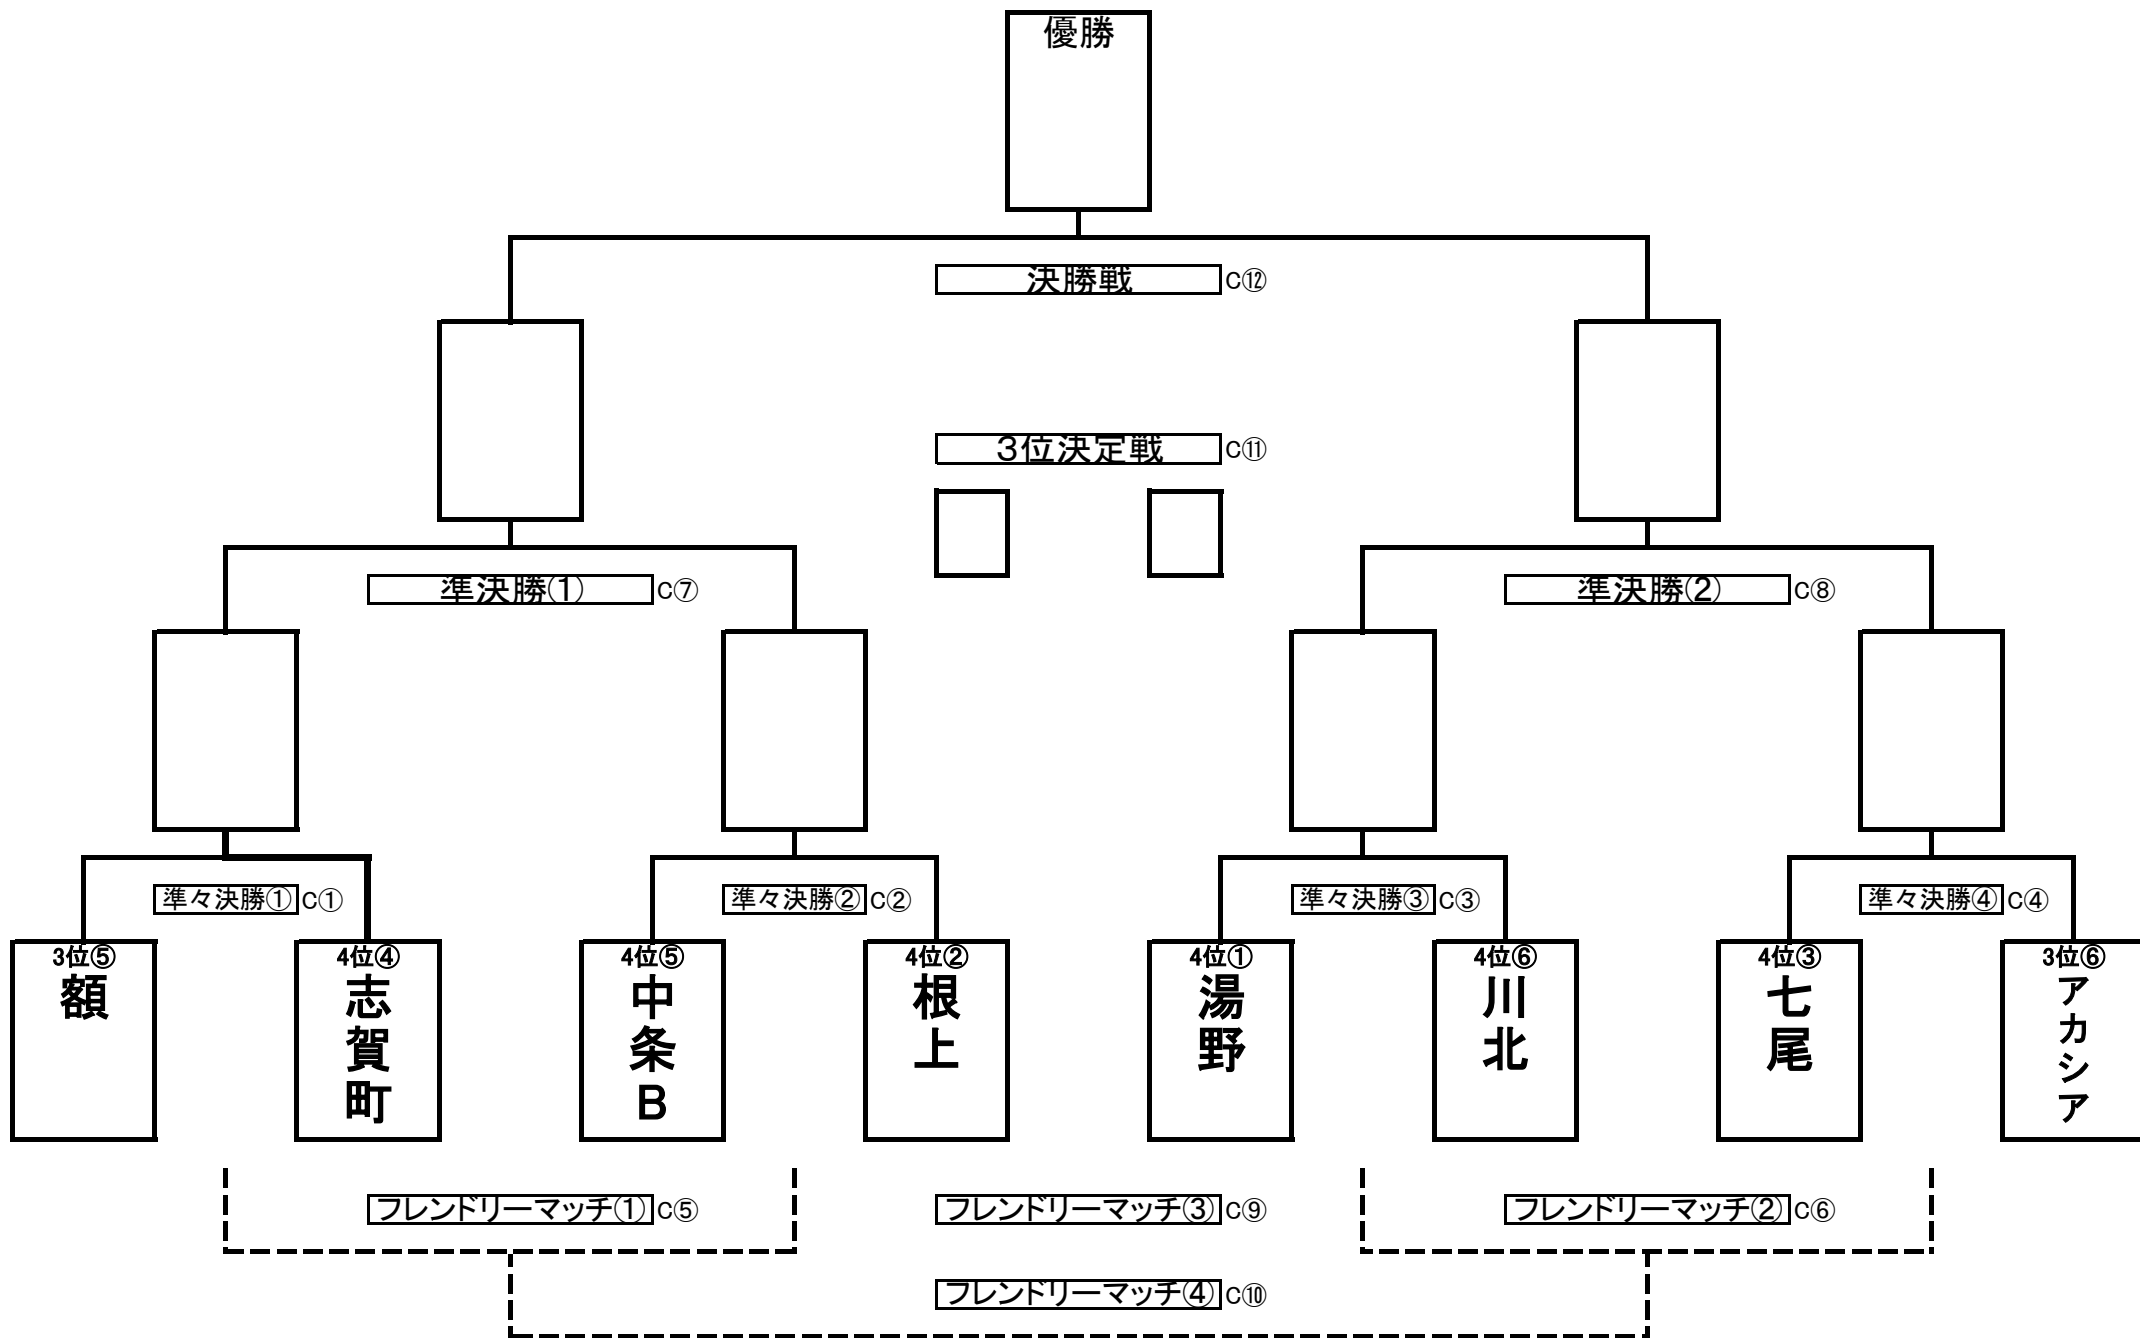 優勝
決勝戦 C⑫
3位決定戦 C⑪
準決勝① C⑦
準決勝② C⑧
準々決勝① C①
準々決勝② C②
準々決勝③ C③
準々決勝④ C④
3位⑤
額
4位④
志賀町
4位⑤
中条B
4位②
根上
4位①
湯野
4位⑥
川北
4位③
七尾
3位⑥
アカシア
フレンドリーマッチ① C⑤
フレンドリーマッチ③ C⑨
フレンドリーマッチ② C⑥
フレンドリーマッチ④ C⑩